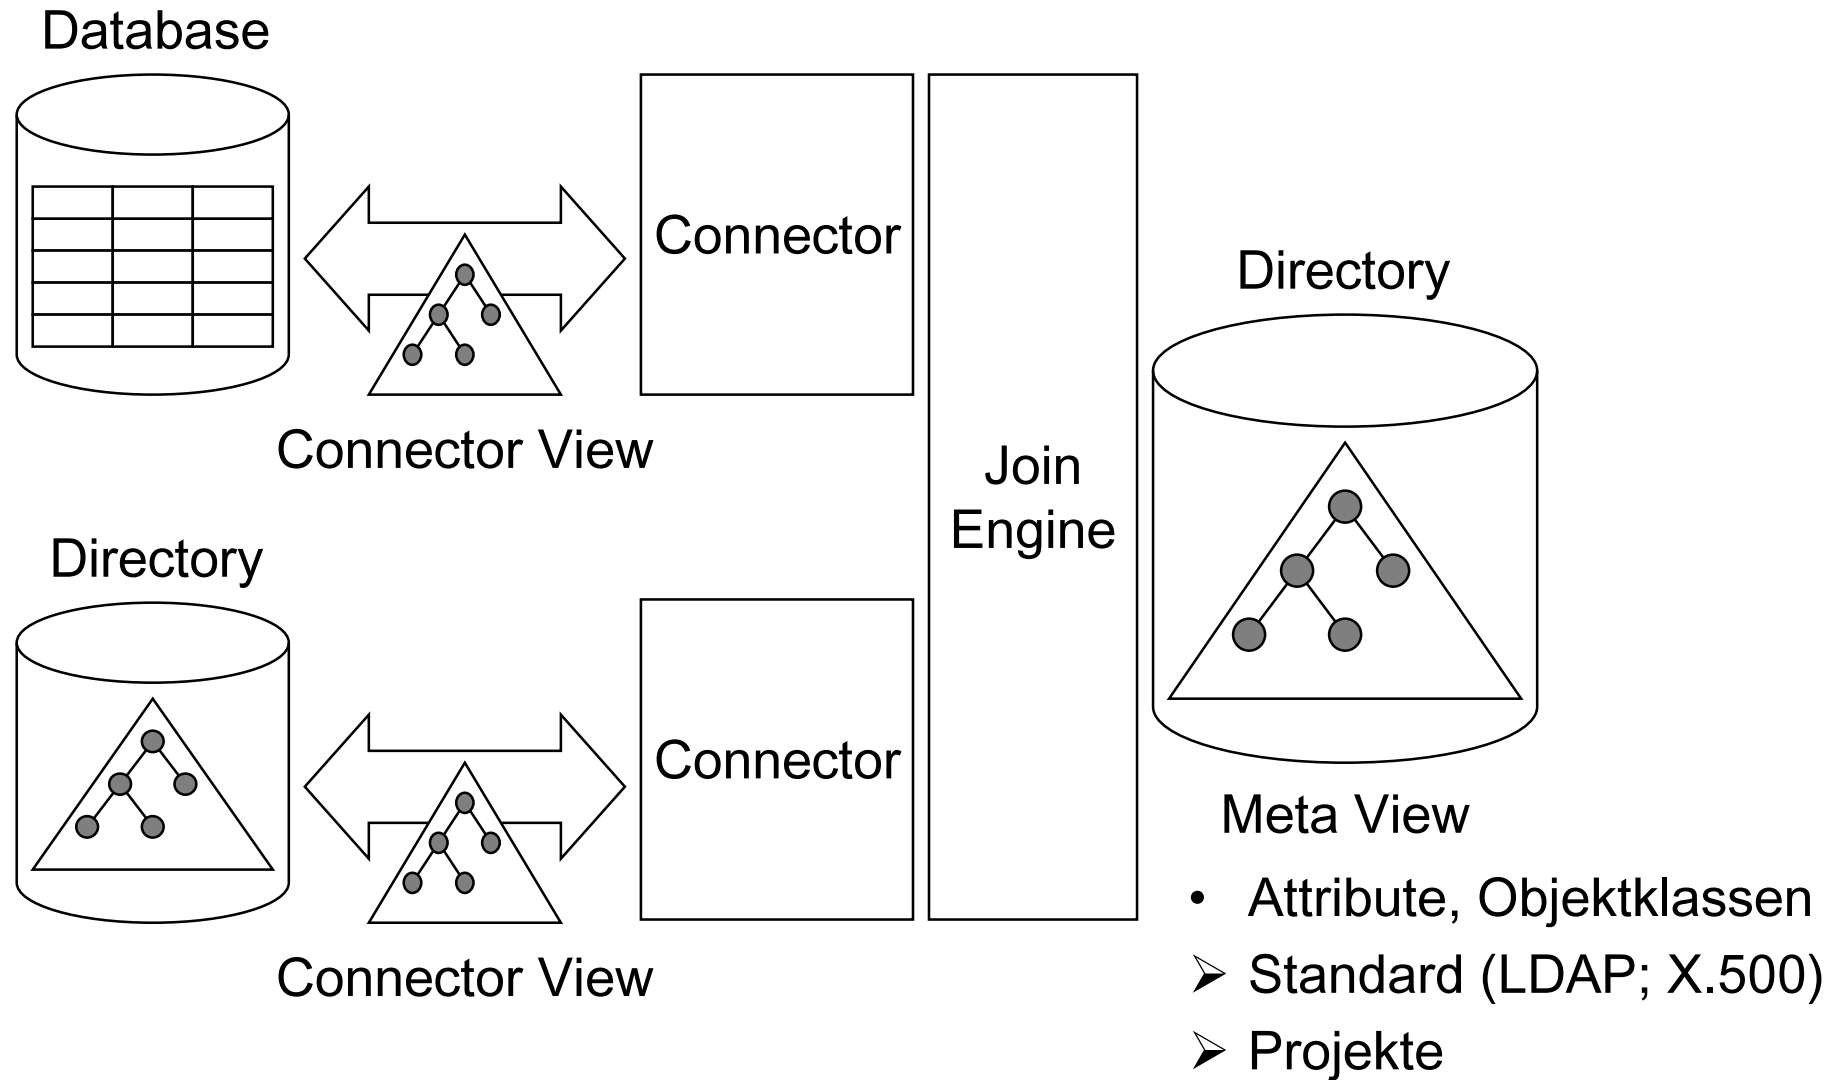 Database
Connector
Connector View
Directory
Connector
Connector View
Join
Engine
Directory
Meta View
• Attribute, Objektklassen
➢ Standard (LDAP; X.500)
➢ Projekte